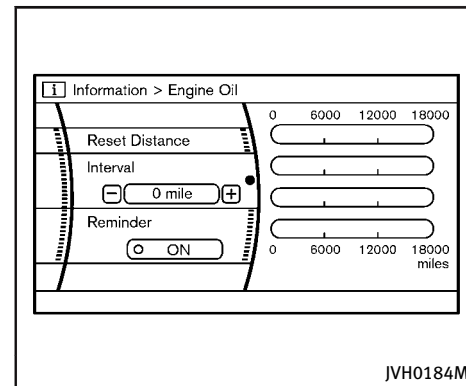 i Information > Engine Oil
0 6000 12000 18000
Reset Distance
Interval
− 0 mile +
Reminder
ON
0 6000 12000 18000
miles
JVH0184M